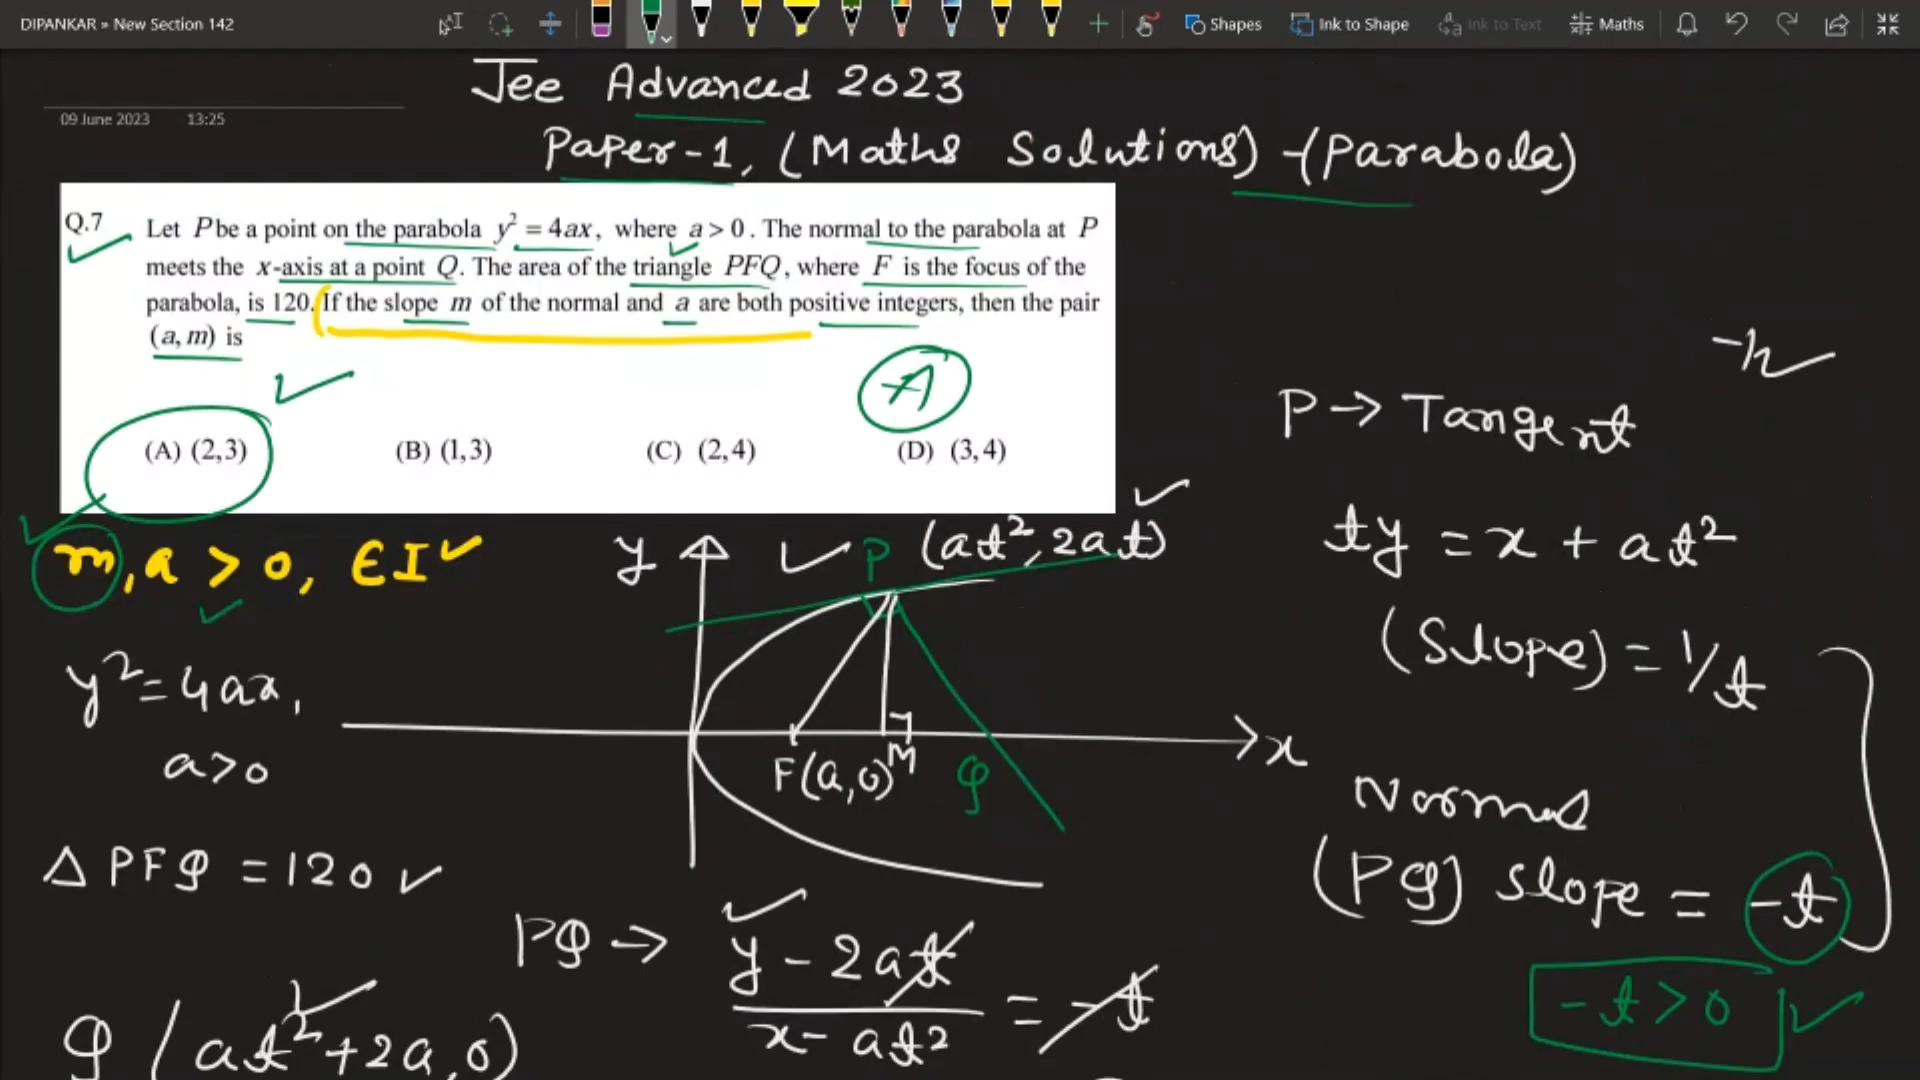 DIPANKAR » New Section 142
Shapes
Ink to Shape
Ink to Text
Maths
Jee Advanced 2023
09 June 2023 13:25
Paper-1, (Maths Solutions) -(Parabola)
Q.7 Let P be a point on the parabola y² = 4ax, where a > 0. The normal to the parabola at P
meets the x-axis at a point Q. The area of the triangle PFQ, where F is the focus of the
parabola, is 120. If the slope m of the normal and a are both positive integers, then the pair
(a, m) is
A
(A) (2,3) (B) (1,3) (C) (2,4) (D) (3,4)
P → Tangent
m, a > 0, ∈I
y
P (at², 2at)
ty = x + at²
(Slope) = 1/t
y² = 4ax,
a > 0
F(a, 0) M Q
x
Normal
(PQ) slope = -t
△ PFQ = 120
PQ → y - 2at / x - at² = -t
-t > 0
Q (at² + 2a, 0)